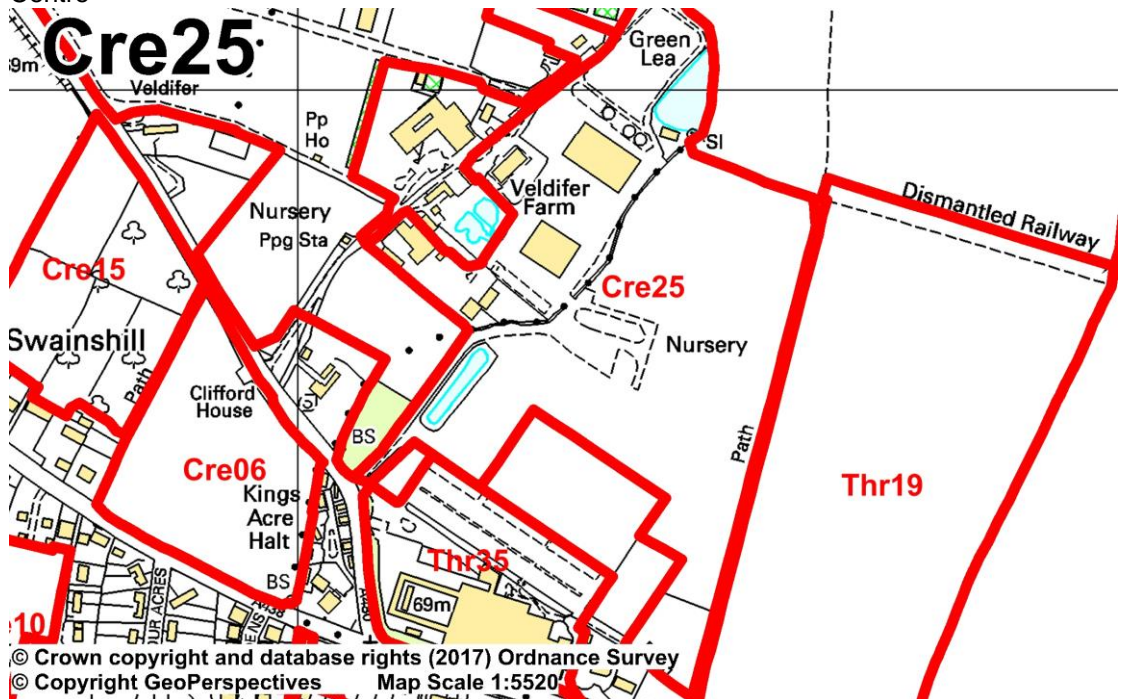 Centre
Cre25
Veldifer
Green
Lea
Pp
Ho
Veldifer
Farm
Nursery
Ppg Sta
Dismantled Railway
Cre15
Cre25
Swainshill
Nursery
Path
Clifford
House
BS
Path
Cre06
Thr19
Kings
Acre
Halt
Thr35
BS
69m
© Crown copyright and database rights (2017) Ordnance Survey
© Copyright GeoPerspectives Map Scale 1:5520